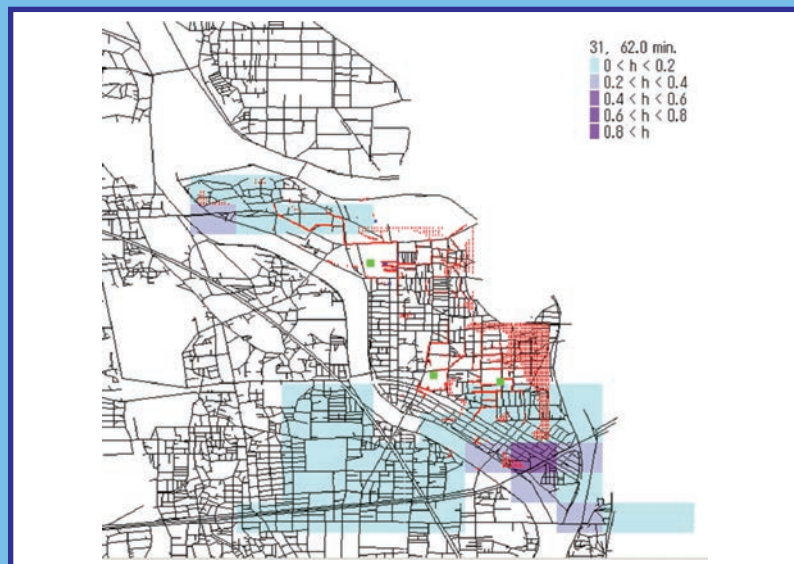 31, 62.0 min.
0 < h < 0.2
0.2 < h < 0.4
0.4 < h < 0.6
0.6 < h < 0.8
0.8 < h